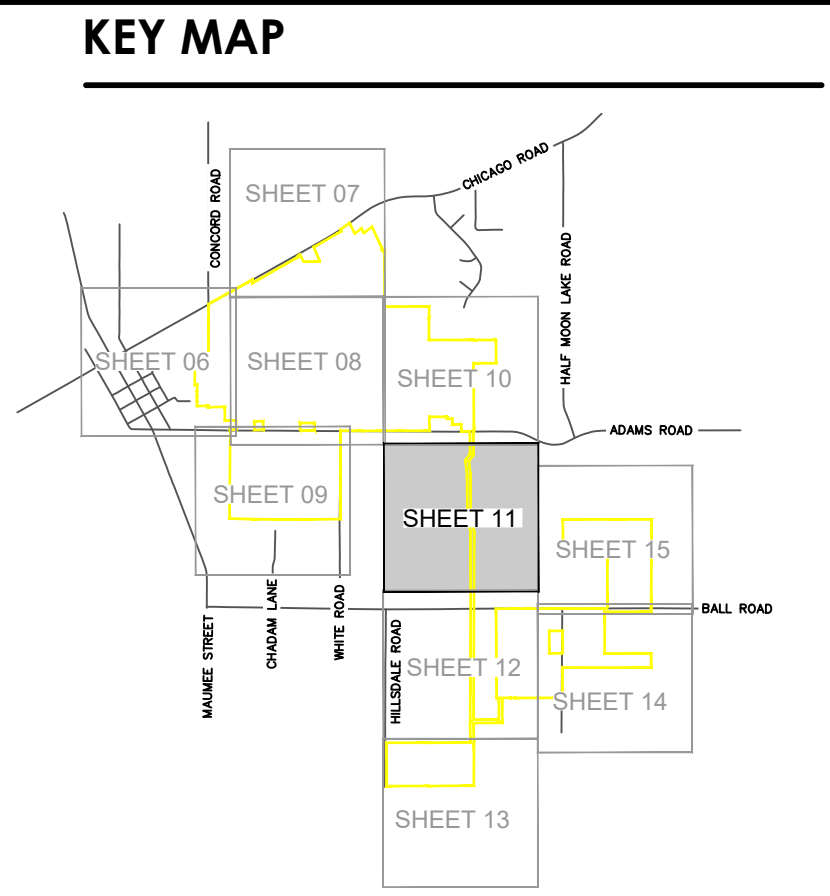 KEY MAP
CHICAGO ROAD
CONCORD ROAD
SHEET 07
HALF MOON LAKE ROAD
SHEET 06
SHEET 08
SHEET 10
ADAMS ROAD
SHEET 09
SHEET 11
SHEET 15
MAUMEE STREET
CHADAM LANE
WHITE ROAD
HILLSDALE ROAD
BALL ROAD
SHEET 12
SHEET 14
SHEET 13